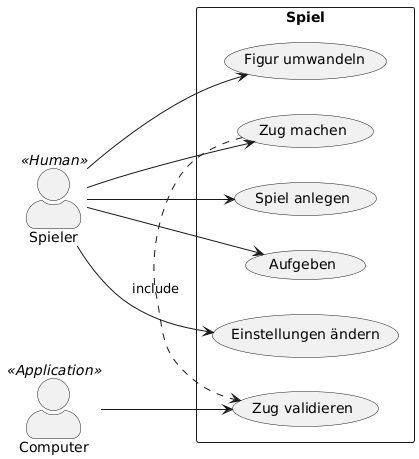 Spiel
Figur umwandeln
Zug machen
«Human»
Spiel anlegen
Spieler
Aufgeben
include
Einstellungen ändern
«Application»
Zug validieren
Computer